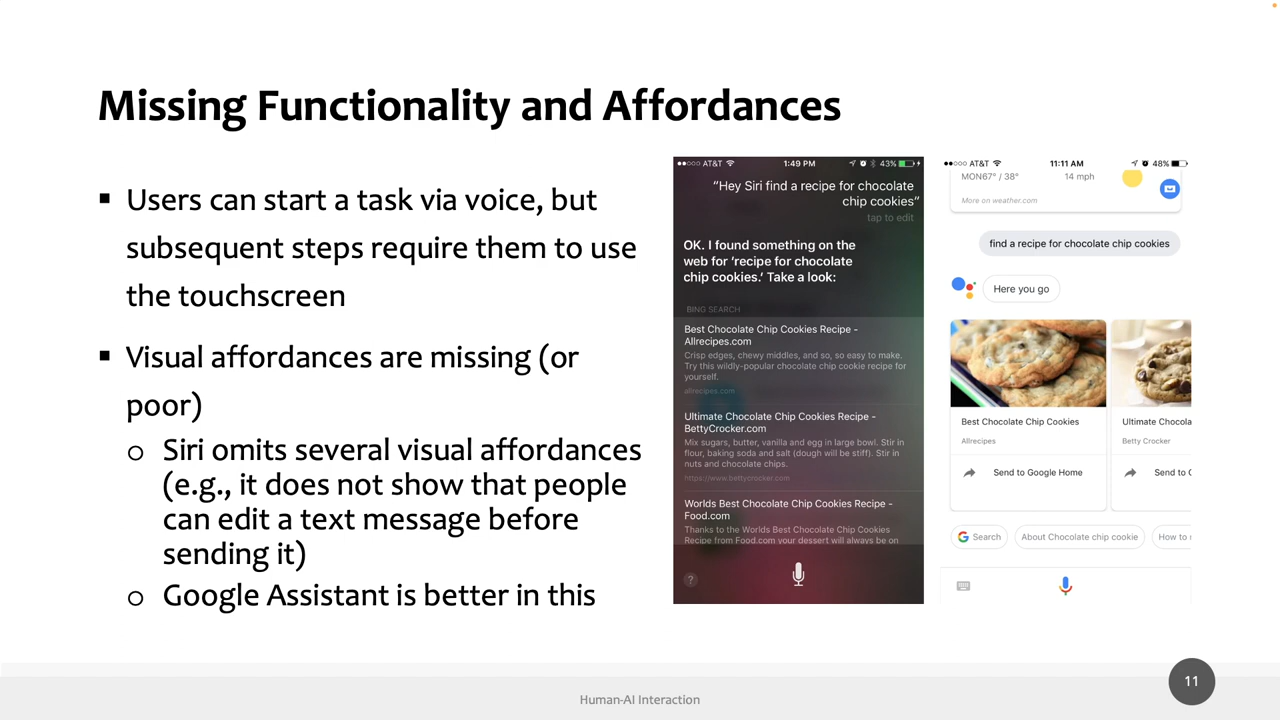 Missing Functionality and Affordances
▪ Users can start a task via voice, but
subsequent steps require them to use
the touchscreen
▪ Visual affordances are missing (or
poor)
o Siri omits several visual affordances
(e.g., it does not show that people
can edit a text message before
sending it)
o Google Assistant is better in this
AT&T 1:49 PM 43%
“Hey Siri find a recipe for chocolate
chip cookies”
tap to edit
OK. I found something on the
web for ‘recipe for chocolate
chip cookies.’ Take a look:
BING SEARCH
Best Chocolate Chip Cookies Recipe -
Allrecipes.com
Crisp edges, chewy middles, and so, so easy to make.
Try this wildly-popular chocolate chip cookie recipe for
yourself.
allrecipes.com
Ultimate Chocolate Chip Cookies Recipe -
BettyCrocker.com
Mix sugars, butter, vanilla and egg in large bowl. Stir in
flour, baking soda and salt (dough will be stiff). Stir in
nuts and chocolate chips.
https://www.bettycrocker.com
Worlds Best Chocolate Chip Cookies Recipe -
Food.com
Thanks to the Worlds Best Chocolate Chip Cookies
Recipe from Food.com your dessert will always be on
?
AT&T 11:11 AM 48%
MON67° / 38° 14 mph
More on weather.com
find a recipe for chocolate chip cookies
Here you go
Best Chocolate Chip Cookies
Allrecipes
Send to Google Home
Ultimate Chocola
Betty Crocker
Send to G
G Search
About Chocolate chip cookie
How to
Human-AI Interaction
11